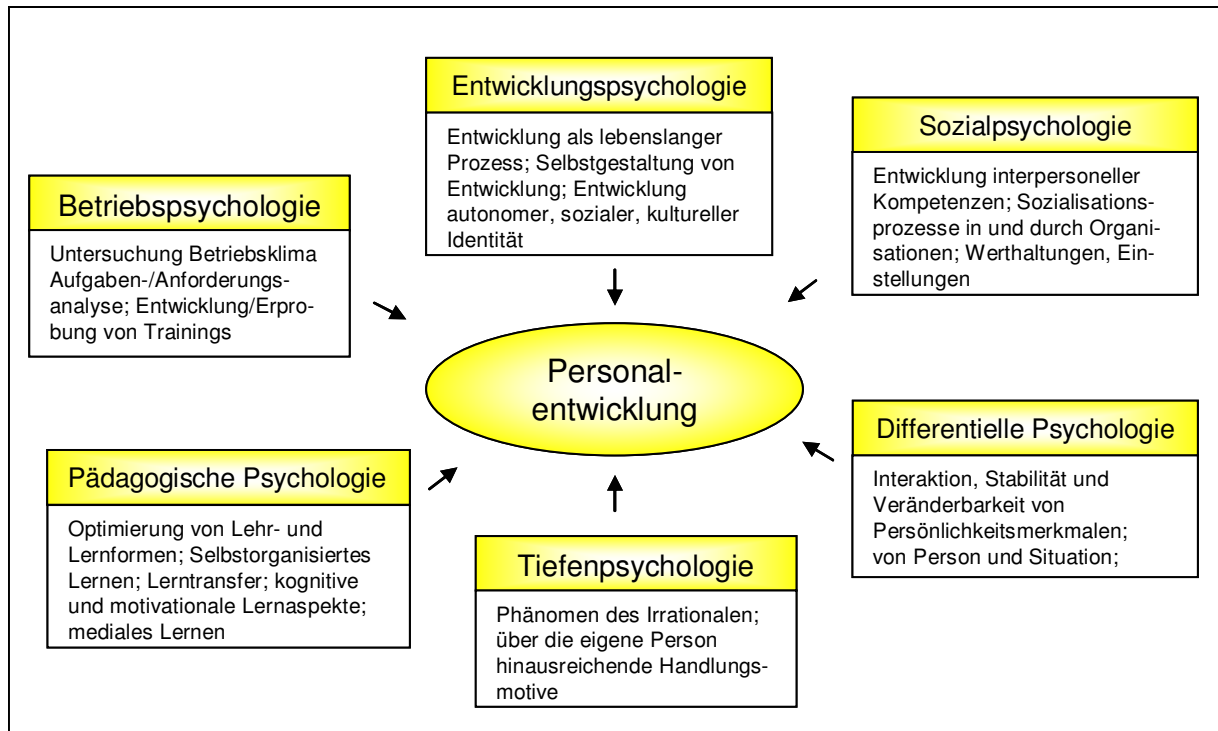 Entwicklungspsychologie
Entwicklung als lebenslanger
Prozess; Selbstgestaltung von
Entwicklung; Entwicklung
autonomer, sozialer, kultureller
Identität
Sozialpsychologie
Entwicklung interpersoneller
Kompetenzen; Sozialisations-
prozesse in und durch Organi-
sationen; Werthaltungen, Ein-
stellungen
Betriebspsychologie
Untersuchung Betriebsklima
Aufgaben-/Anforderungs-
analyse; Entwicklung/Erpro-
bung von Trainings
Personal-
entwicklung
Differentielle Psychologie
Interaktion, Stabilität und
Veränderbarkeit von
Persönlichkeitsmerkmalen;
von Person und Situation;
Pädagogische Psychologie
Optimierung von Lehr- und
Lernformen; Selbstorganisiertes
Lernen; Lerntransfer; kognitive
und motivationale Lernaspekte;
mediales Lernen
Tiefenpsychologie
Phänomen des Irrationalen;
über die eigene Person
hinausreichende Handlungs-
motive